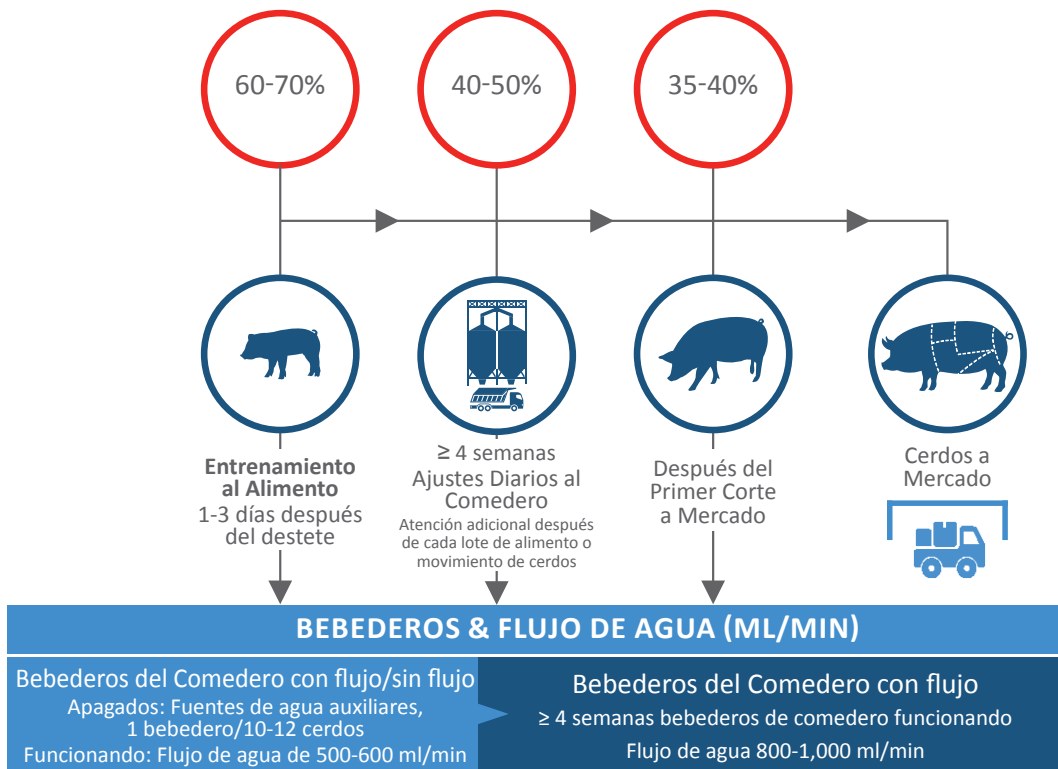 60-70%
40-50%
35-40%
Entrenamiento
al Alimento
1-3 días después
del destete
≥ 4 semanas
Ajustes Diarios al
Comedero
Atención adicional después
de cada lote de alimento o
movimiento de cerdos
Después del
Primer Corte
a Mercado
Cerdos a
Mercado
BEBEDEROS & FLUJO DE AGUA (ML/MIN)
Bebederos del Comedero con flujo/sin flujo
Apagados: Fuentes de agua auxiliares,
1 bebedero/10-12 cerdos
Funcionando: Flujo de agua de 500-600 ml/min
Bebederos del Comedero con flujo
≥ 4 semanas bebederos de comedero funcionando
Flujo de agua 800-1,000 ml/min